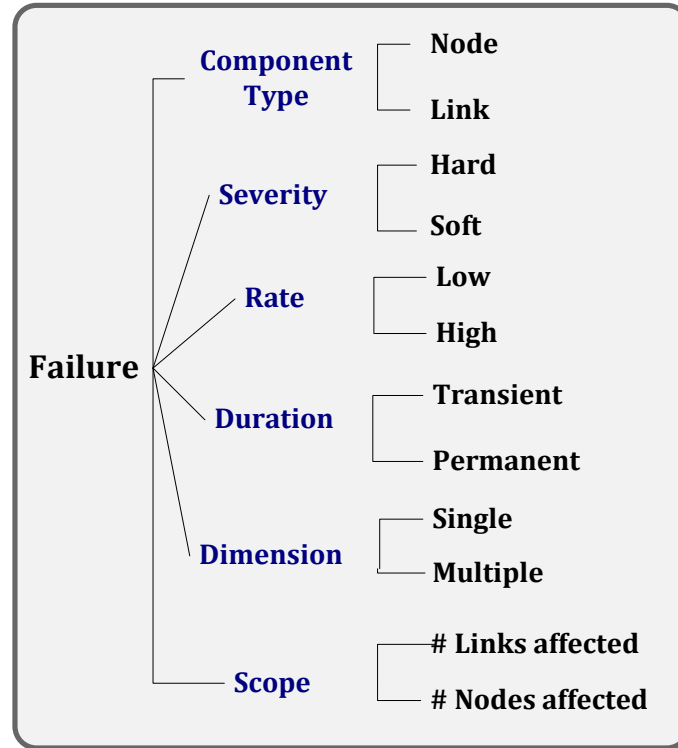 Component
Type
Node
Link
Severity
Hard
Soft
Rate
Low
High
Failure
Duration
Transient
Permanent
Dimension
Single
Multiple
Scope
# Links affected
# Nodes affected